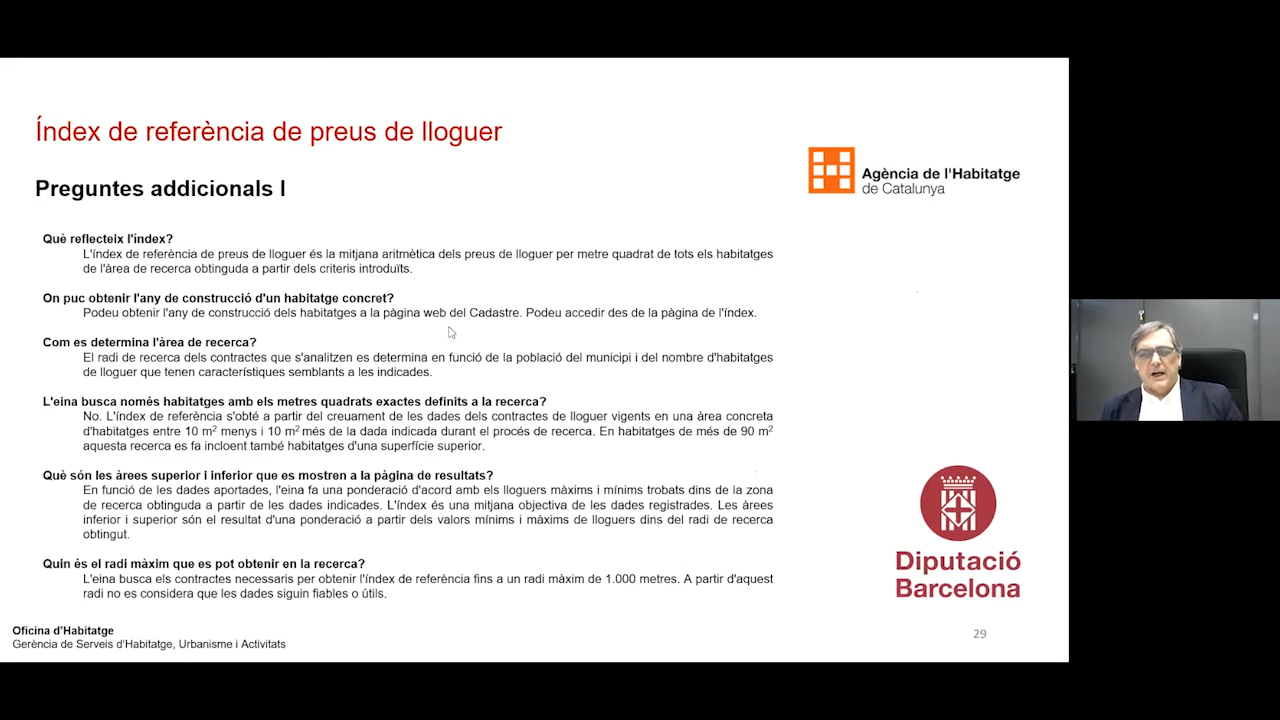 Índex de referència de preus de lloguer
Preguntes addicionals I
Agència de l'Habitatge
de Catalunya
Què reflecteix l'índex?
L'índex de referència de preus de lloguer és la mitjana aritmètica dels preus de lloguer per metre quadrat de tots els habitatges
de l'àrea de recerca obtinguda a partir dels criteris introduïts.
On puc obtenir l'any de construcció d'un habitatge concret?
Podeu obtenir l'any de construcció dels habitatges a la pàgina web del Cadastre. Podeu accedir des de la pàgina de l'índex.
Com es determina l'àrea de recerca?
El radi de recerca dels contractes que s'analitzen es determina en funció de la població del municipi i del nombre d'habitatges
de lloguer que tenen característiques semblants a les indicades.
L'eina busca només habitatges amb els metres quadrats exactes definits a la recerca?
No. L'índex de referència s'obté a partir del creuament de les dades dels contractes de lloguer vigents en una àrea concreta
d'habitatges entre 10 m² menys i 10 m² més de la dada indicada durant el procés de recerca. En habitatges de més de 90 m²
aquesta recerca es fa incloent també habitatges d'una superfície superior.
Què són les àrees superior i inferior que es mostren a la pàgina de resultats?
En funció de les dades aportades, l'eina fa una ponderació d'acord amb els lloguers màxims i mínims trobats dins de la zona
de recerca obtinguda a partir de les dades indicades. L'índex és una mitjana objectiva de les dades registrades. Les àrees
inferior i superior són el resultat d'una ponderació a partir dels valors mínims i màxims de lloguers dins del radi de recerca
obtingut.
Quin és el radi màxim que es pot obtenir en la recerca?
L'eina busca els contractes necessaris per obtenir l'índex de referència fins a un radi màxim de 1.000 metres. A partir d'aquest
radi no es considera que les dades siguin fiables o útils.
Diputació
Barcelona
Oficina d'Habitatge
Gerència de Serveis d'Habitatge, Urbanisme i Activitats
29